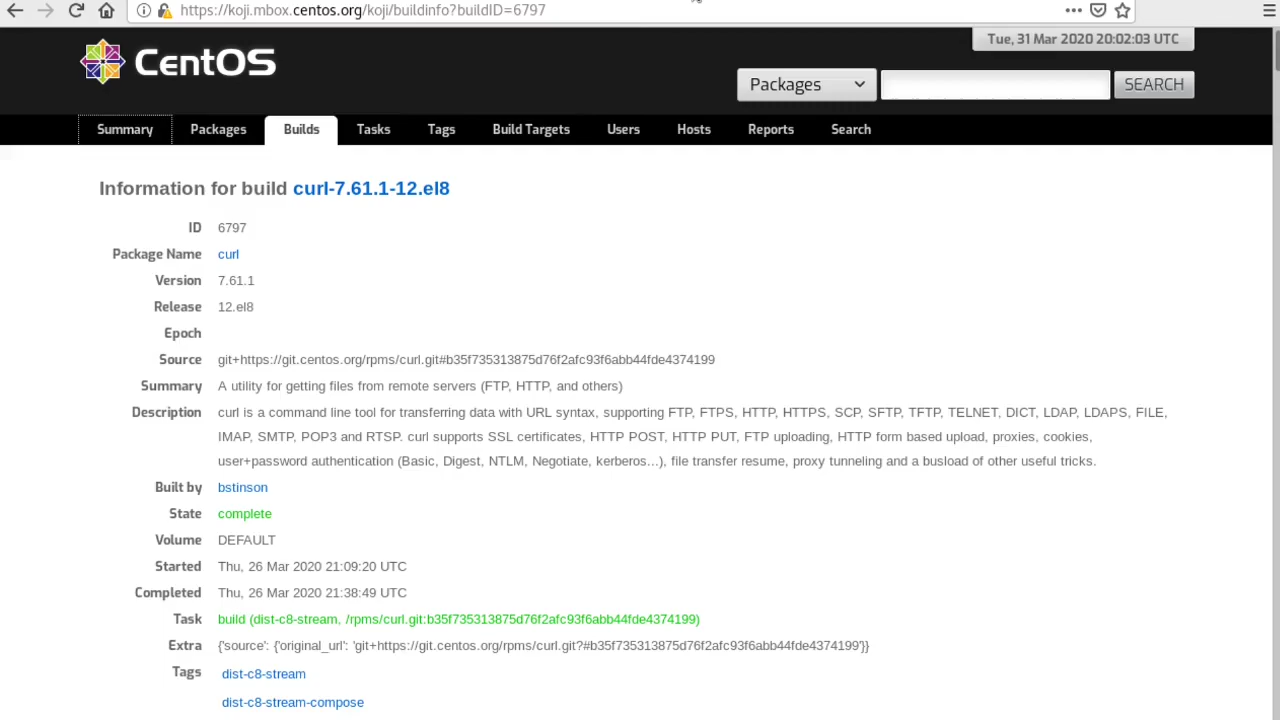 https://koji.mbox.centos.org/koji/buildinfo?buildID=6797
Tue, 31 Mar 2020 20:02:03 UTC
CentOS
Packages SEARCH
Summary Packages Builds Tasks Tags Build Targets Users Hosts Reports Search
Information for build curl-7.61.1-12.el8
ID 6797
Package Name curl
Version 7.61.1
Release 12.el8
Epoch
Source git+https://git.centos.org/rpms/curl.git#b35f735313875d76f2afc93f6abb44fde4374199
Summary A utility for getting files from remote servers (FTP, HTTP, and others)
Description curl is a command line tool for transferring data with URL syntax, supporting FTP, FTPS, HTTP, HTTPS, SCP, SFTP, TFTP, TELNET, DICT, LDAP, LDAPS, FILE,
IMAP, SMTP, POP3 and RTSP. curl supports SSL certificates, HTTP POST, HTTP PUT, FTP uploading, HTTP form based upload, proxies, cookies,
user+password authentication (Basic, Digest, NTLM, Negotiate, kerberos...), file transfer resume, proxy tunneling and a busload of other useful tricks.
Built by bstinson
State complete
Volume DEFAULT
Started Thu, 26 Mar 2020 21:09:20 UTC
Completed Thu, 26 Mar 2020 21:38:49 UTC
Task build (dist-c8-stream, /rpms/curl.git:b35f735313875d76f2afc93f6abb44fde4374199)
Extra {'source': {'original_url': 'git+https://git.centos.org/rpms/curl.git?#b35f735313875d76f2afc93f6abb44fde4374199'}}
Tags dist-c8-stream
dist-c8-stream-compose